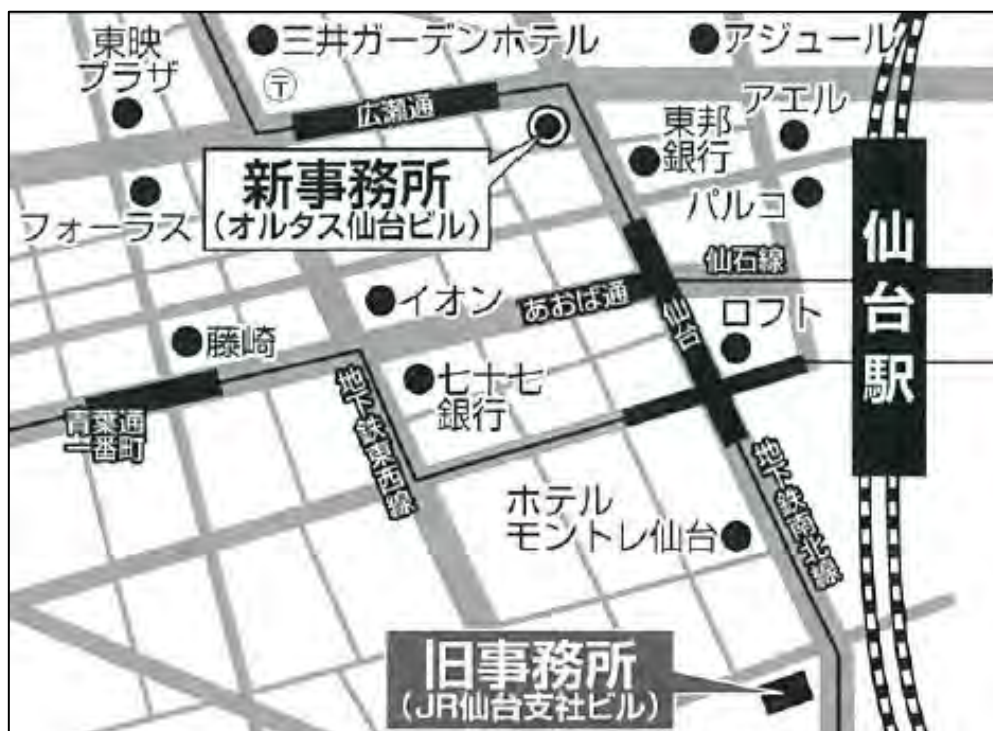 東映
プラザ
三井ガーデンホテル
アジュール
〒
広瀬通
アエル
東邦
銀行
新事務所
(オルタス仙台ビル)
フォーラス
パルコ
仙台駅
仙石線
イオン
あおば通
仙台
ロフト
藤崎
七十七
銀行
青葉通
一番町
地下鉄東西線
地下鉄南北線
ホテル
モントレ仙台
旧事務所
(JR仙台支社ビル)